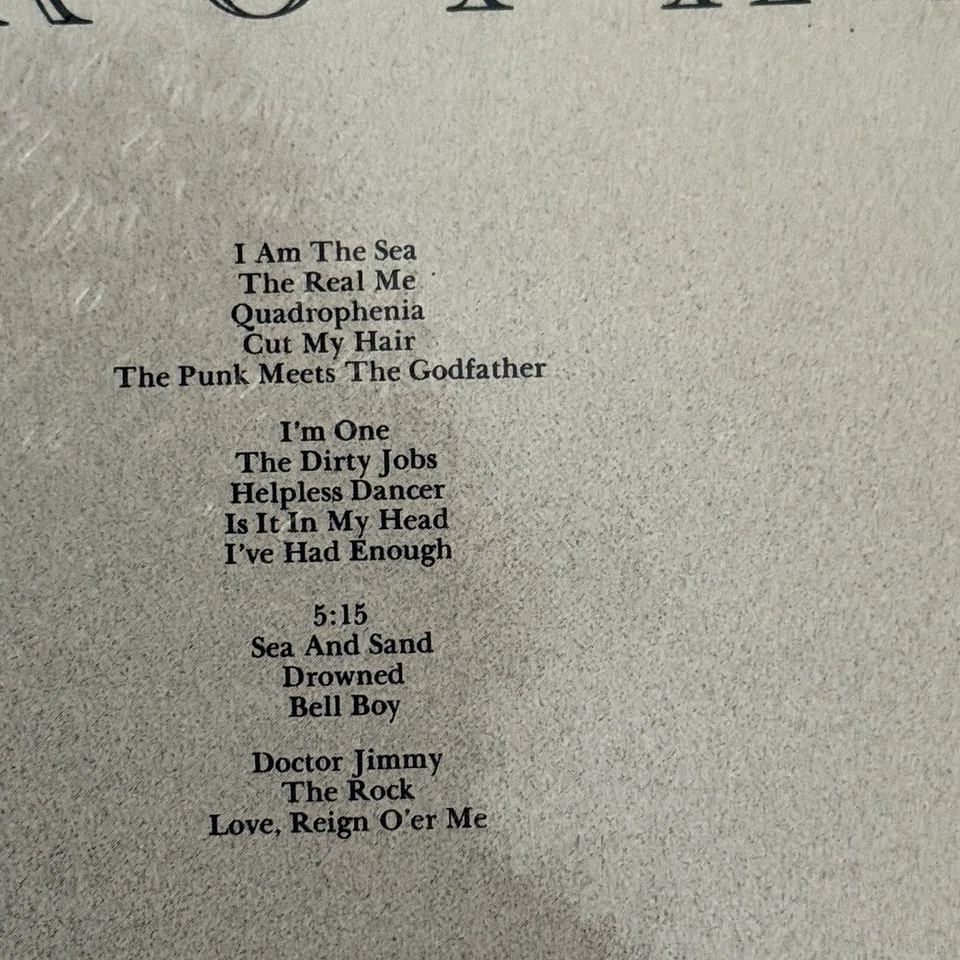 I Am The Sea
The Real Me
Quadrophenia
Cut My Hair
The Punk Meets The Godfather
I'm One
The Dirty Jobs
Helpless Dancer
Is It In My Head
I've Had Enough
5:15
Sea And Sand
Drowned
Bell Boy
Doctor Jimmy
The Rock
Love, Reign O'er Me